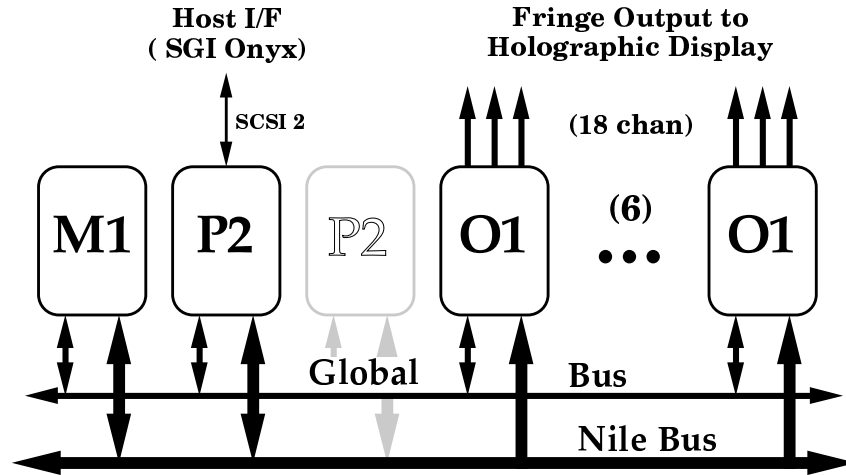 Host I/F
( SGI Onyx)
Fringe Output to
Holographic Display
SCSI 2
(18 chan)
M1
P2
P2
O1
(6)
•••
O1
Global Bus
Nile Bus